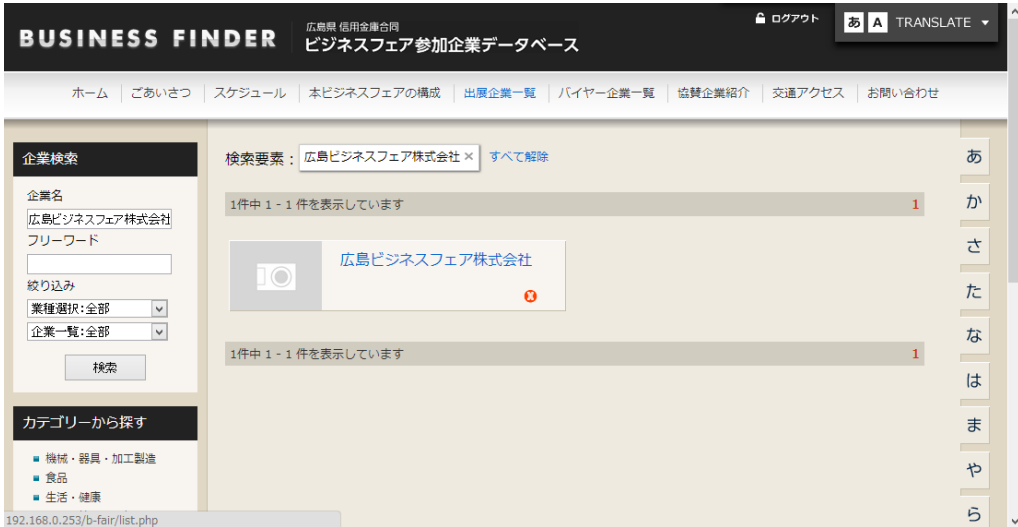 BUSINESS FINDER
広島県 信用金庫合同
ビジネスフェア参加企業データベース
ログアウト
あ A TRANSLATE ▼
ホーム ごあいさつ スケジュール 本ビジネスフェアの構成 出展企業一覧 バイヤー企業一覧 協賛企業紹介 交通アクセス お問い合わせ
企業検索
企業名
広島ビジネスフェア株式会社
フリーワード
絞り込み
業種選択:全部
企業一覧:全部
検索
カテゴリーから探す
機械・器具・加工製造
食品
生活・健康
192.168.0.253/b-fair/list.php
検索要素： 広島ビジネスフェア株式会社 × すべて解除
1件中 1 - 1 件を表示しています 1
広島ビジネスフェア株式会社
1件中 1 - 1 件を表示しています 1
あ
か
さ
た
な
は
ま
や
ら